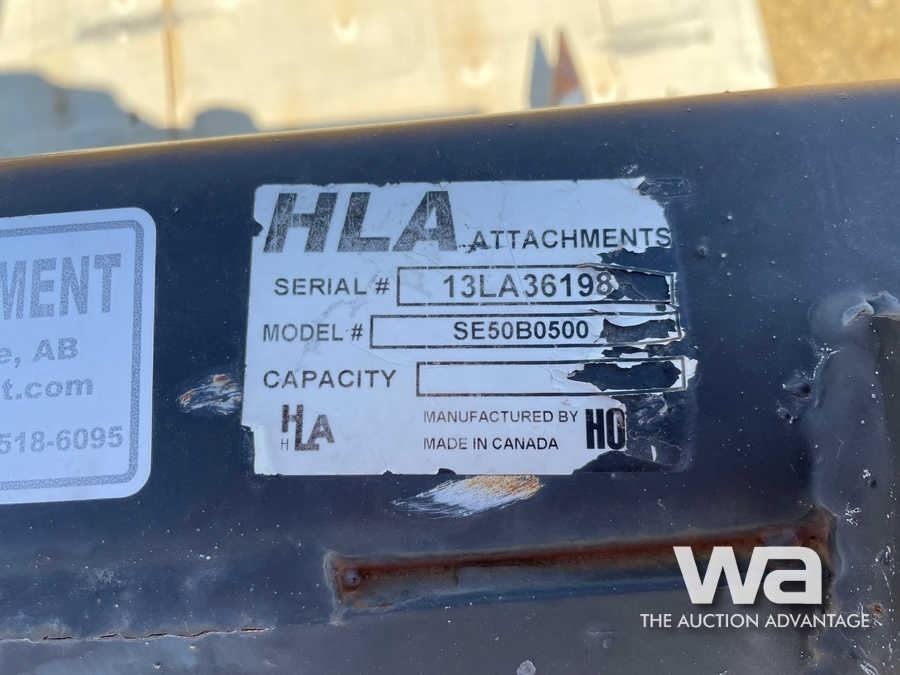 HLA ATTACHMENTS
SERIAL # 13LA36198
MODEL # SE50B0500
CAPACITY
HLA
H
MANUFACTURED BY HO
MADE IN CANADA
MENT
e, AB
t.com
518-6095
wa
THE AUCTION ADVANTAGE